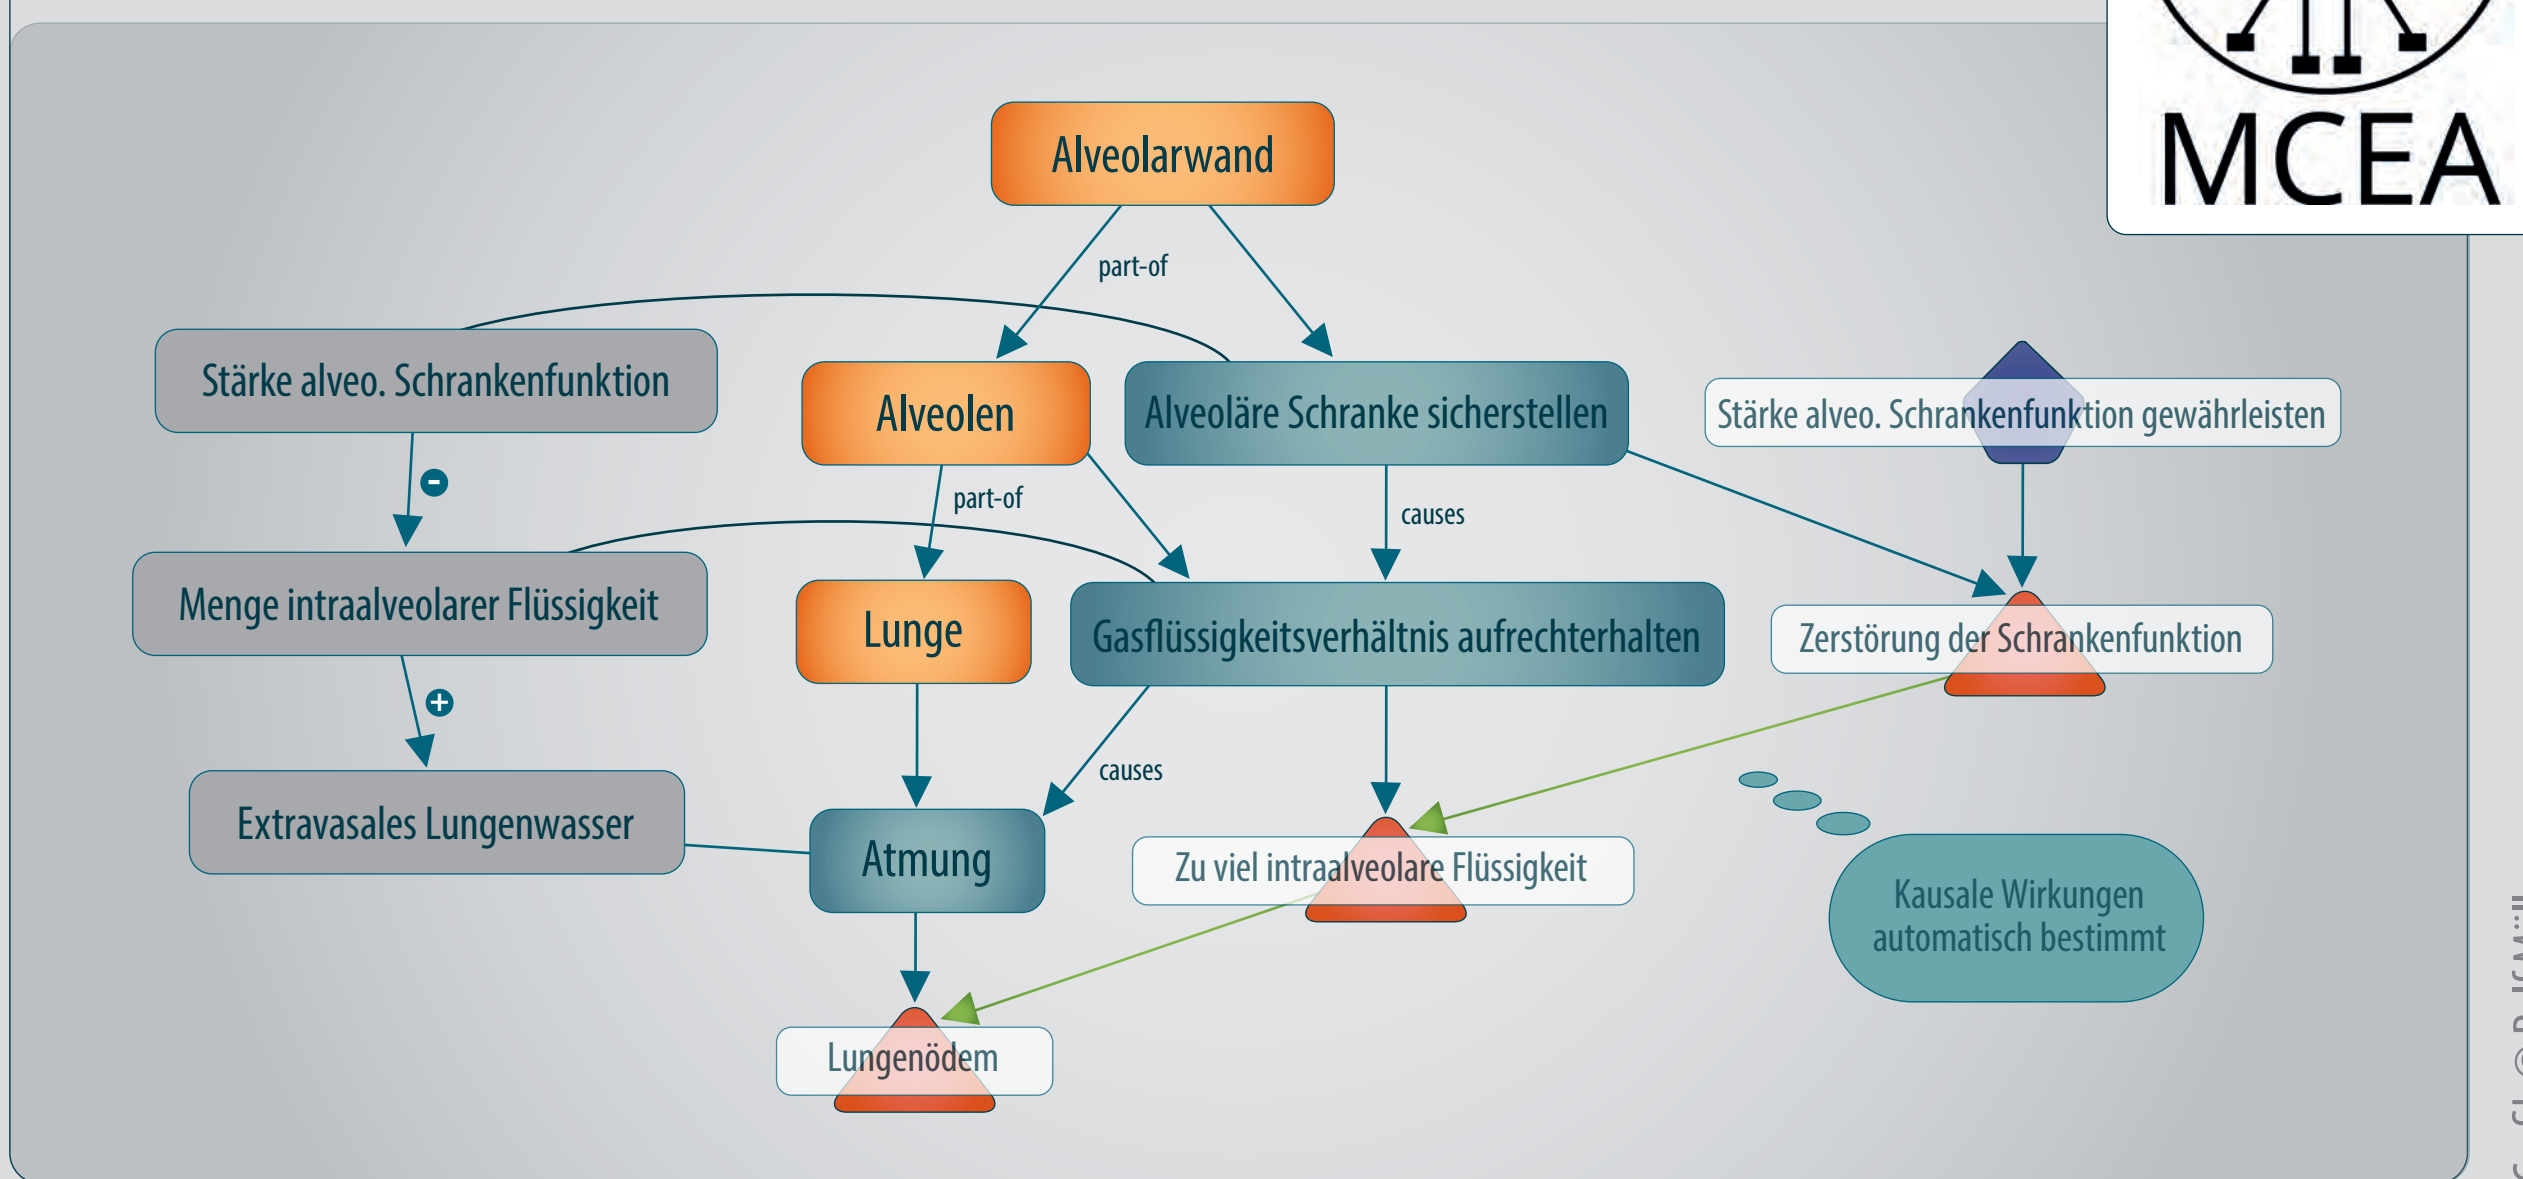 MCEA
Alveolarwand
part-of
Stärke alveo. Schrankenfunktion
Alveolen
Alveoläre Schranke sicherstellen
Stärke alveo. Schrankenfunktion gewährleisten
-
part-of
causes
Menge intraalveolarer Flüssigkeit
Lunge
Gasflüssigkeitsverhältnis aufrechterhalten
Zerstörung der Schrankenfunktion
+
causes
Extravasales Lungenwasser
Atmung
Zu viel intraalveolare Flüssigkeit
Kausale Wirkungen
automatisch bestimmt
Lungenödem